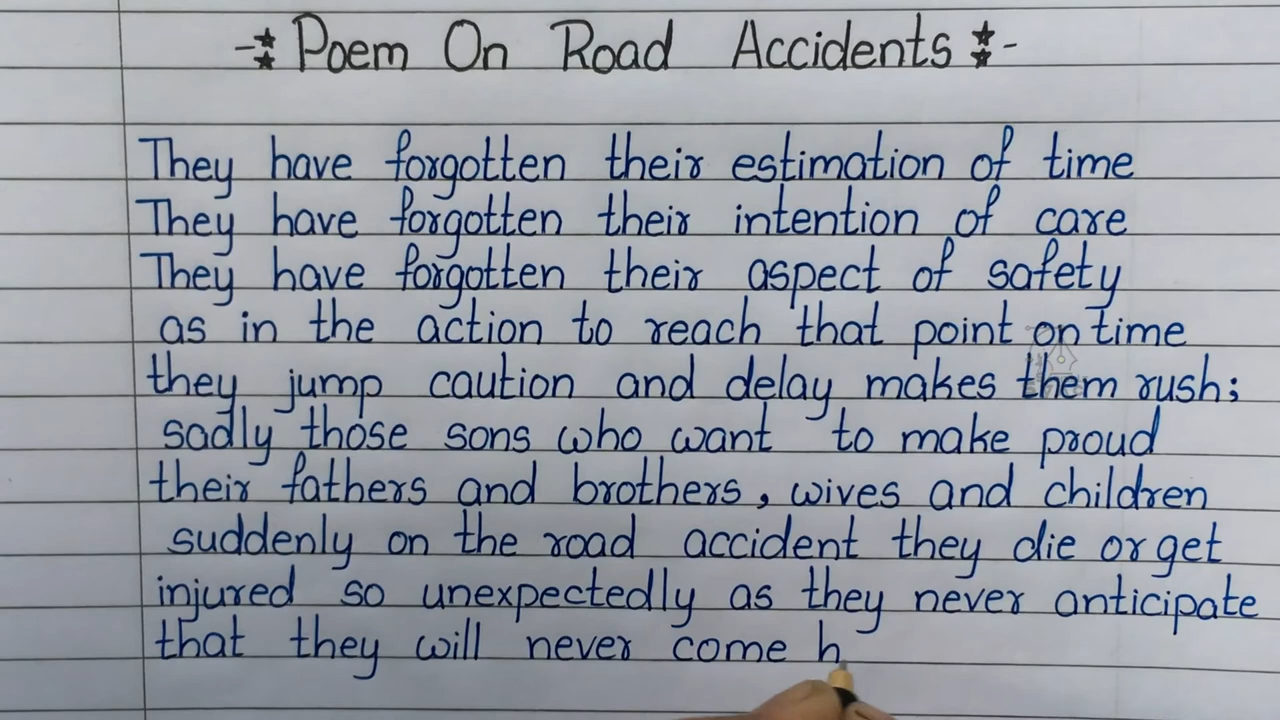 Poem On Road Accidents
They have forgotten their estimation of time
They have forgotten their intention of care
They have forgotten their aspect of safety
as in the action to reach that point on time
they jump caution and delay makes them rush;
sadly those sons who want to make proud
their fathers and brothers, wives and children
suddenly on the road accident they die or get
injured so unexpectedly as they never anticipate
that they will never come h